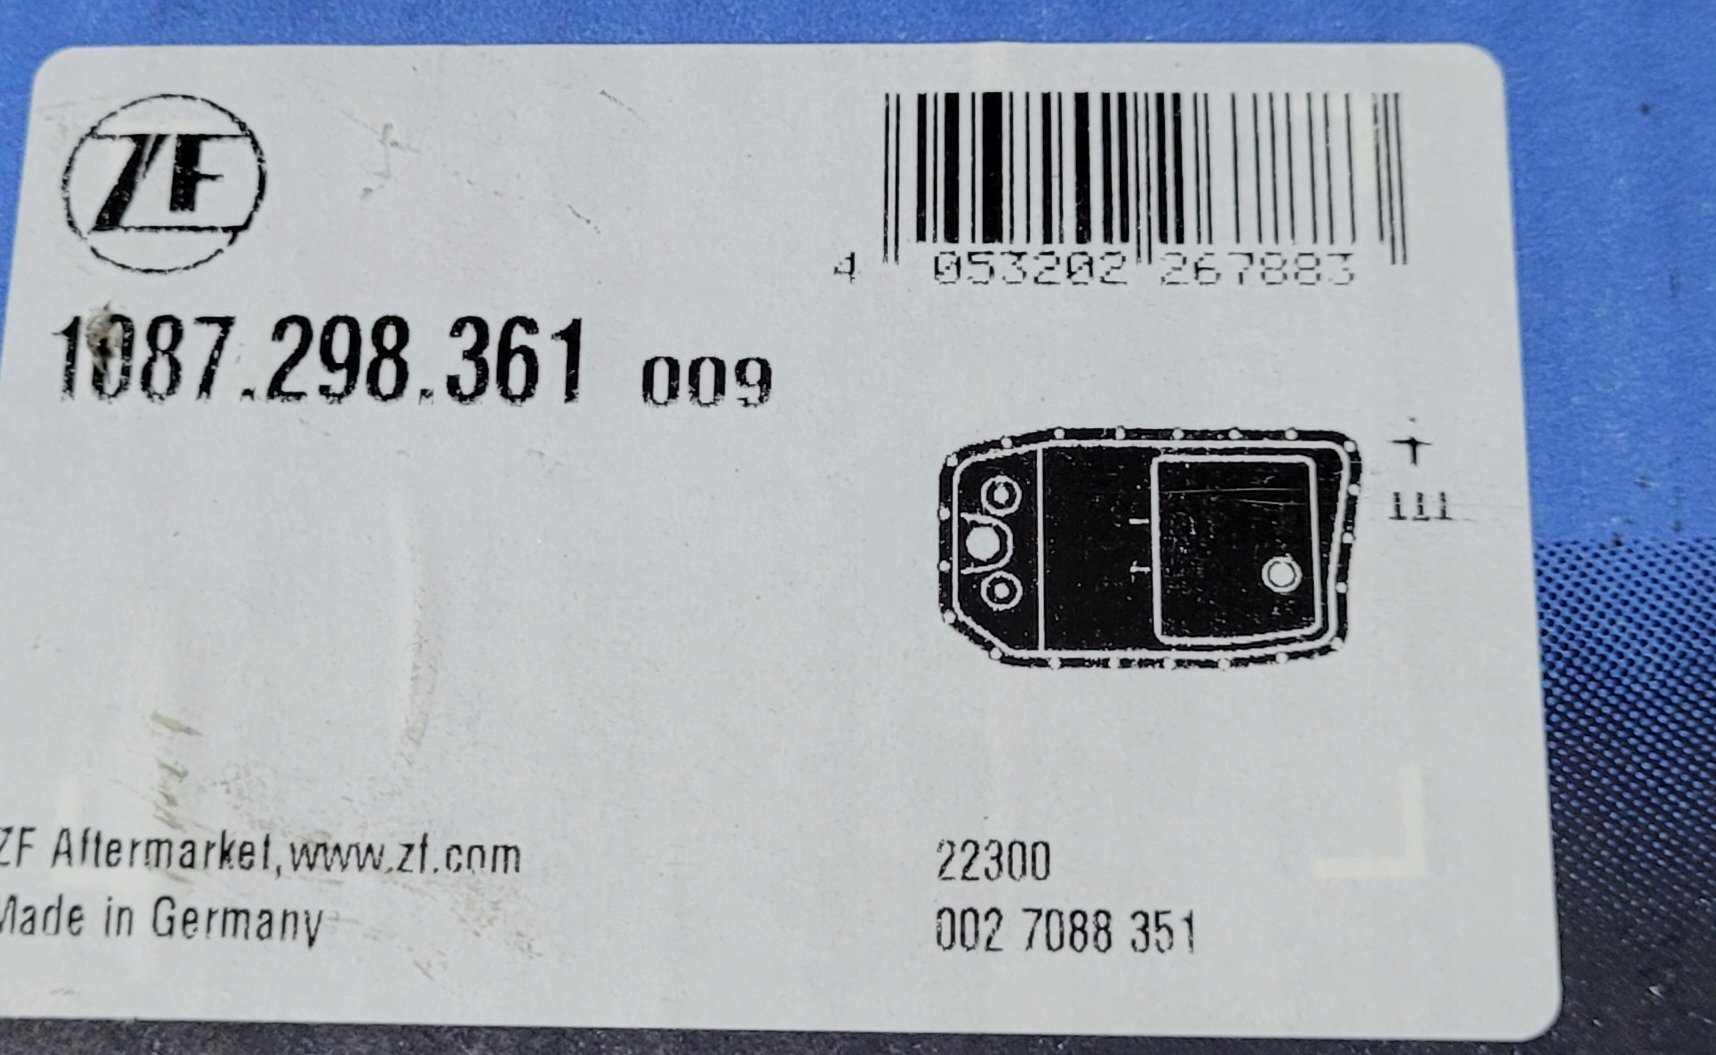 ZF
4 053202 267883
1087.298.361 009
ZF Aftermarket, www.zf.com
Made in Germany
22300
002 7088 351